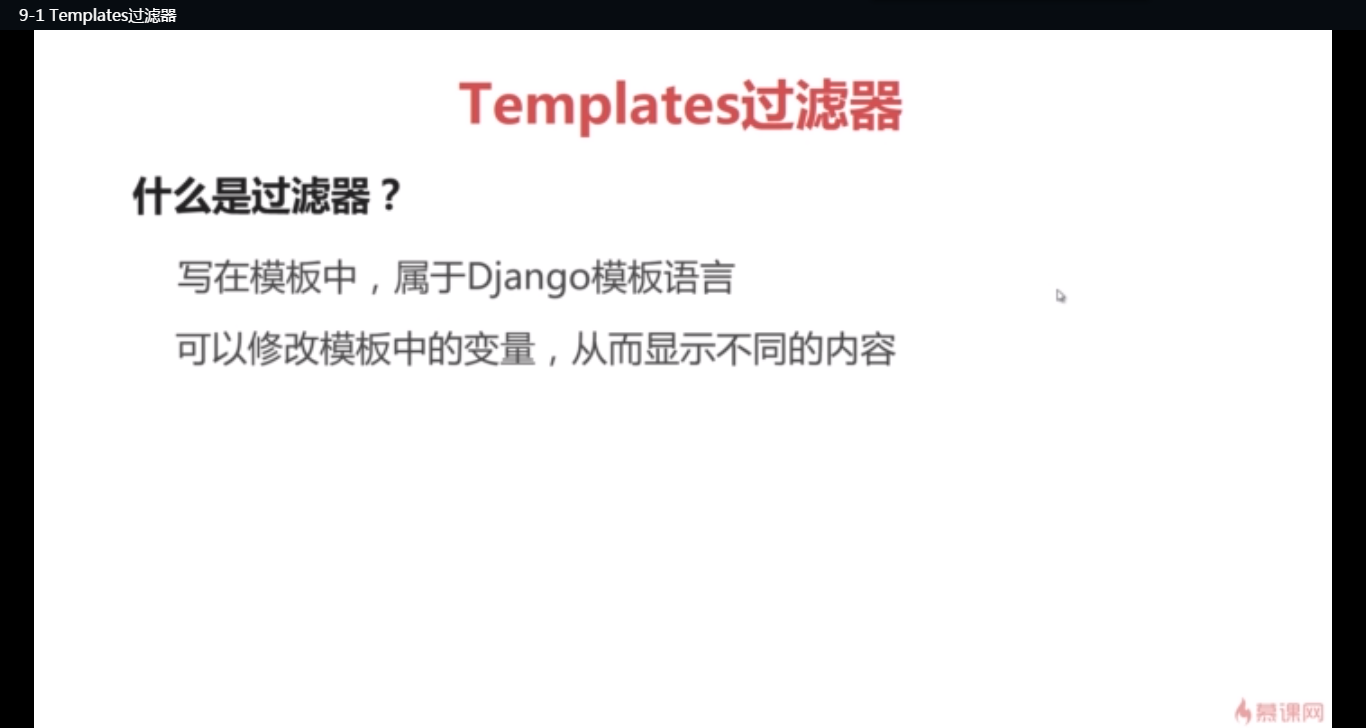 9-1 Templates过滤器
Templates过滤器
什么是过滤器？
写在模板中，属于Django模板语言
可以修改模板中的变量，从而显示不同的内容
慕课网